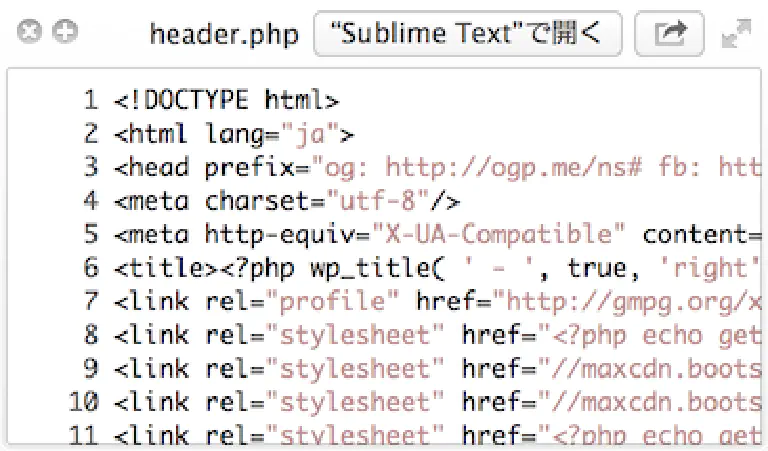 header.php “Sublime Text”で開く
1 <!DOCTYPE html>
2 <html lang="ja">
3 <head prefix="og: http://ogp.me/ns# fb: htt
4 <meta charset="utf-8"/>
5 <meta http-equiv="X-UA-Compatible" content=
6 <title><?php wp_title( ' - ', true, 'right'
7 <link rel="profile" href="http://gmpg.org/x
8 <link rel="stylesheet" href="<?php echo get
9 <link rel="stylesheet" href="//maxcdn.boots
10 <link rel="stylesheet" href="//maxcdn.boots
11 <link rel="stylesheet" href="<?php echo get